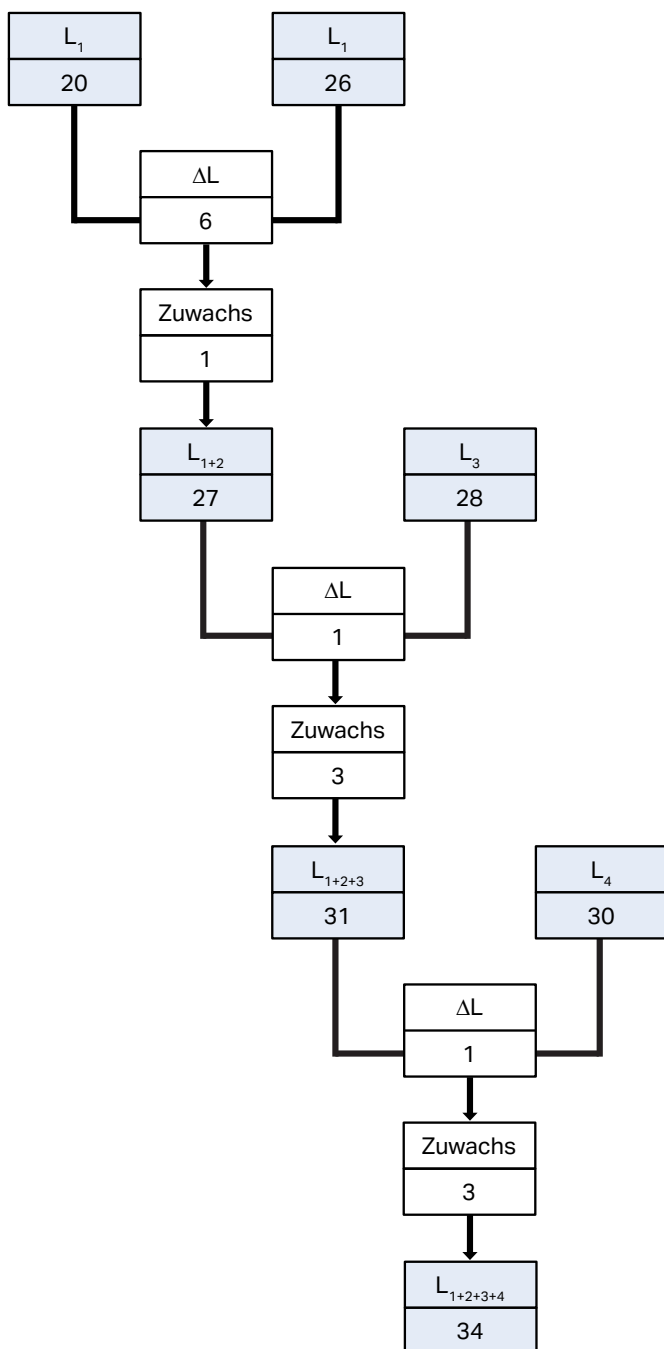 L₁ L₁
20 26
ΔL
6
Zuwachs
1
L₁₊₂ L₃
27 28
ΔL
1
Zuwachs
3
L₁₊₂₊₃ L₄
31 30
ΔL
1
Zuwachs
3
L₁₊₂₊₃₊₄
34